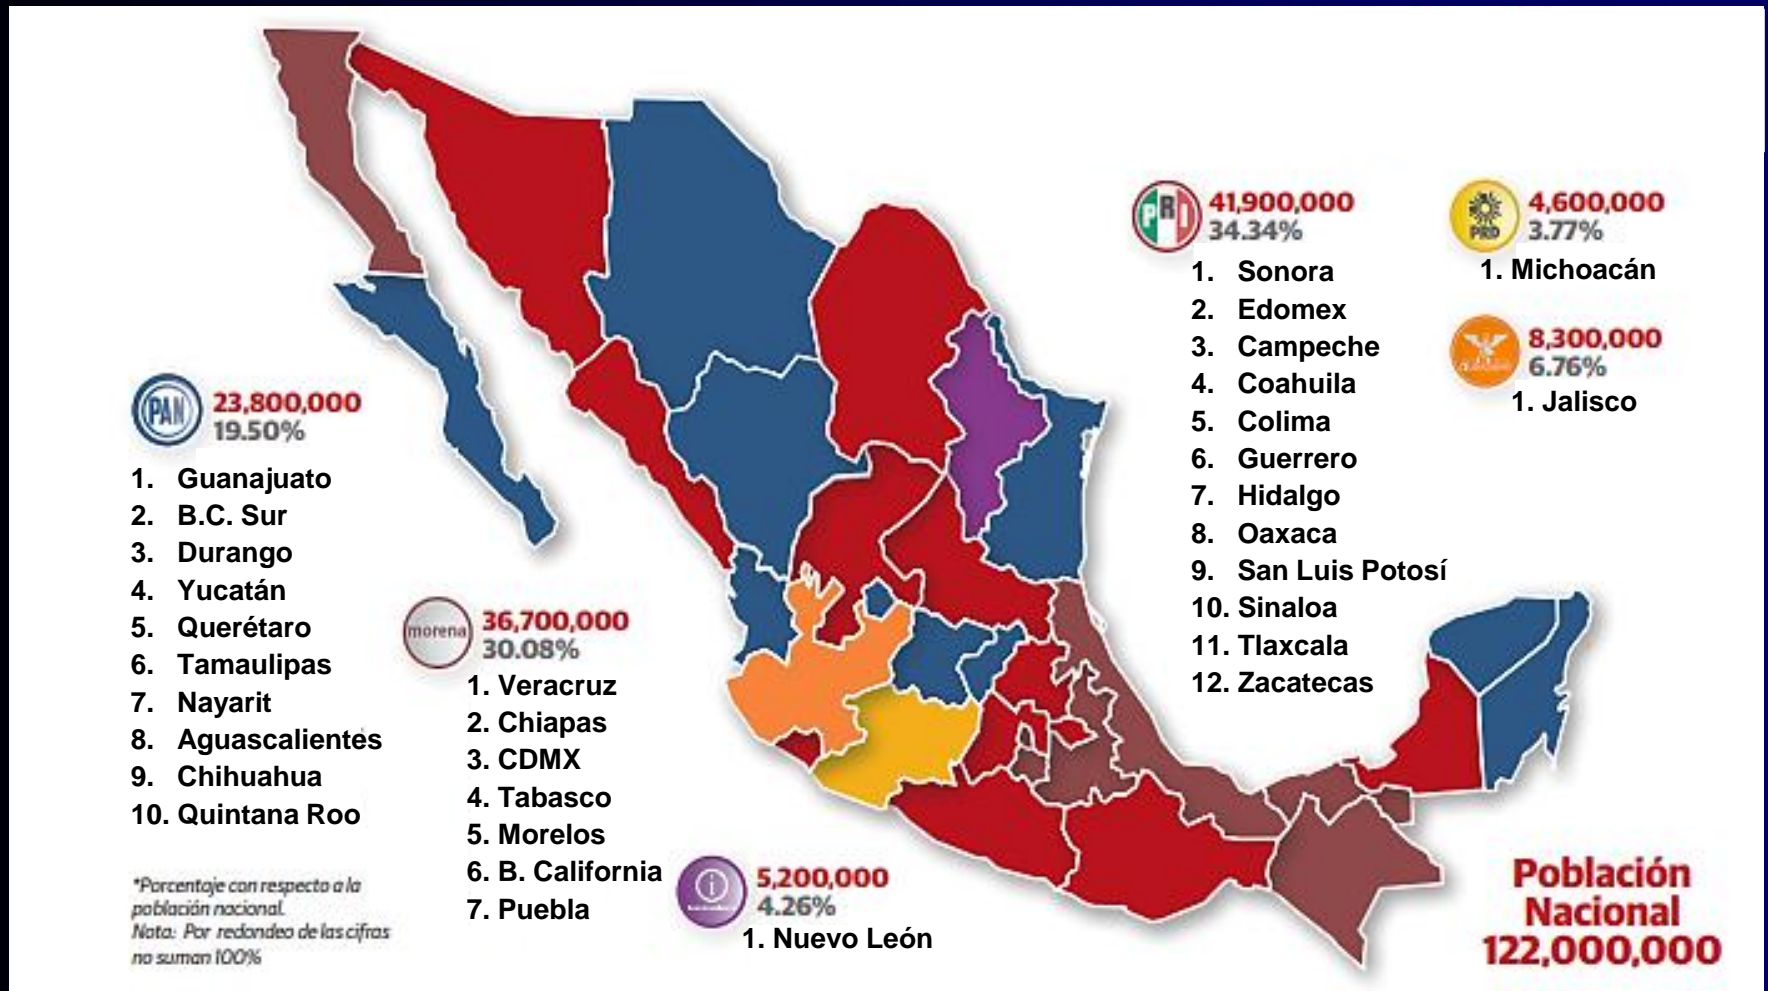 PAN
23,800,000
19.50%
1. Guanajuato
2. B.C. Sur
3. Durango
4. Yucatán
5. Querétaro
6. Tamaulipas
7. Nayarit
8. Aguascalientes
9. Chihuahua
10. Quintana Roo
*Porcentaje con respecto a la
población nacional.
Nota: Por redondeo de las cifras
no suman 100%
morena
36,700,000
30.08%
1. Veracruz
2. Chiapas
3. CDMX
4. Tabasco
5. Morelos
6. B. California
7. Puebla
5,200,000
4.26%
1. Nuevo León
PRI
41,900,000
34.34%
1. Sonora
2. Edomex
3. Campeche
4. Coahuila
5. Colima
6. Guerrero
7. Hidalgo
8. Oaxaca
9. San Luis Potosí
10. Sinaloa
11. Tlaxcala
12. Zacatecas
PRD
4,600,000
3.77%
1. Michoacán
8,300,000
6.76%
1. Jalisco
Población
Nacional
122,000,000